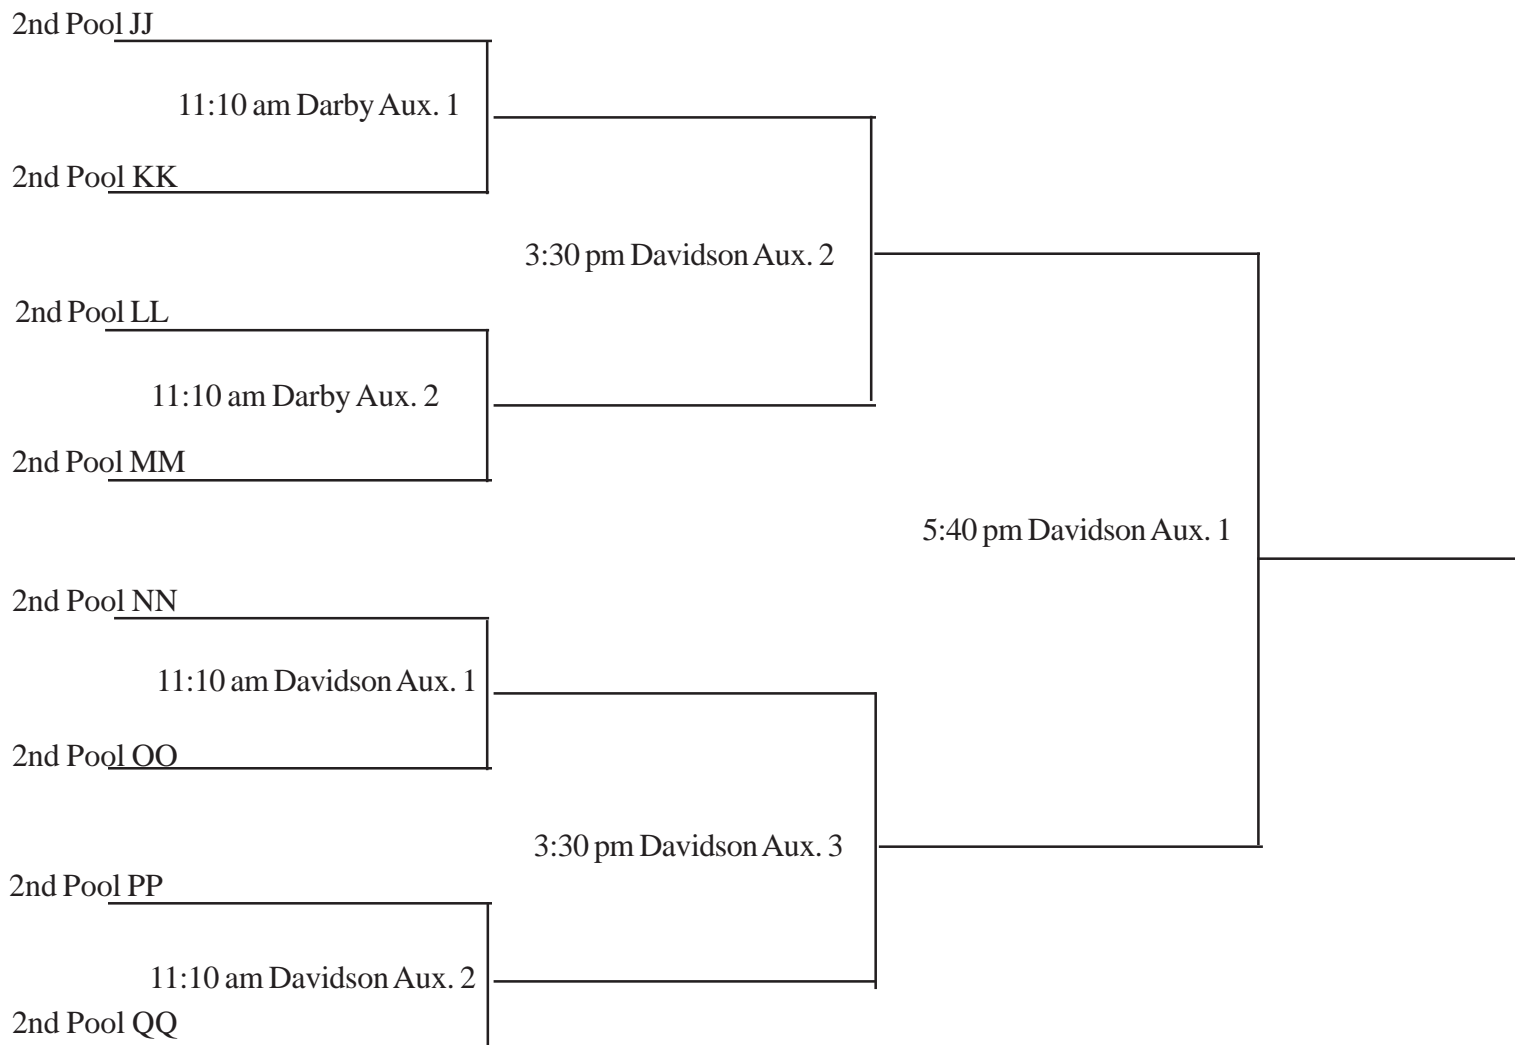 2nd Pool JJ
11:10 am Darby Aux. 1
2nd Pool KK
3:30 pm Davidson Aux. 2
2nd Pool LL
11:10 am Darby Aux. 2
2nd Pool MM
5:40 pm Davidson Aux. 1
2nd Pool NN
11:10 am Davidson Aux. 1
2nd Pool OO
3:30 pm Davidson Aux. 3
2nd Pool PP
11:10 am Davidson Aux. 2
2nd Pool QQ